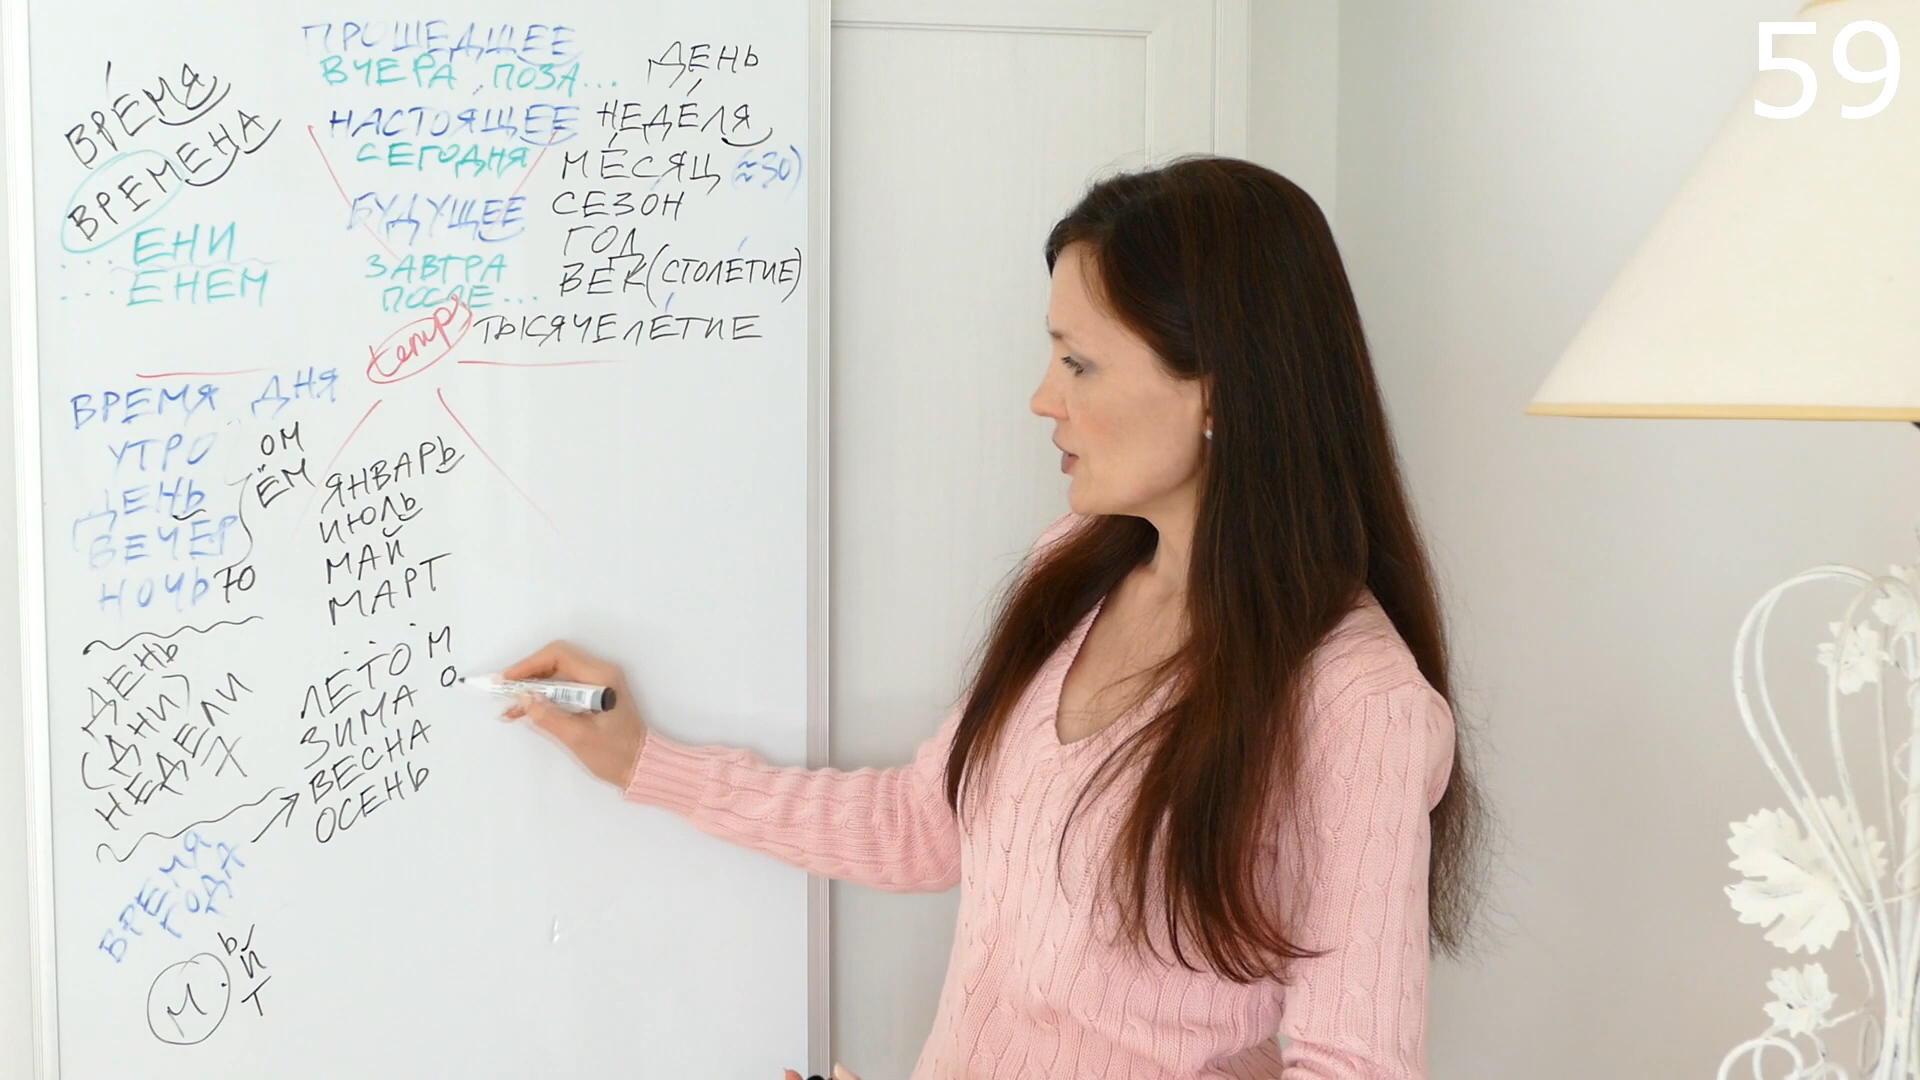 59
ВРЕМЯ
ВРЕМЕНА
... ЕНИ
... ЕНЕМ
ПРОШЕДШЕЕ
ВЧЕРА, ПОЗА...
НАСТОЯЩЕЕ
СЕГОДНЯ
БУДУЩЕЕ
ЗАВТРА
ПОСЛЕ...
ДЕНЬ
НЕДЕЛЯ
МЕСЯЦ (≈30)
СЕЗОН
ГОД
ВЕК (СТОЛЕТИЕ)
ТЫСЯЧЕЛЕТИЕ
ВРЕМЯ ДНЯ
УТРО
ДЕНЬ
ВЕЧЕР
НОЧЬЮ
ОМ
ЁМ
ДЕНЬ
(ДНИ)
НЕДЕЛИ
ВРЕМЯ
ГОДА
М.
Ь
Й
Т
ЯНВАРЬ
ИЮЛЬ
МАЙ
МАРТ
ЛЕТО М
ЗИМА О
ВЕСНА
ОСЕНЬ